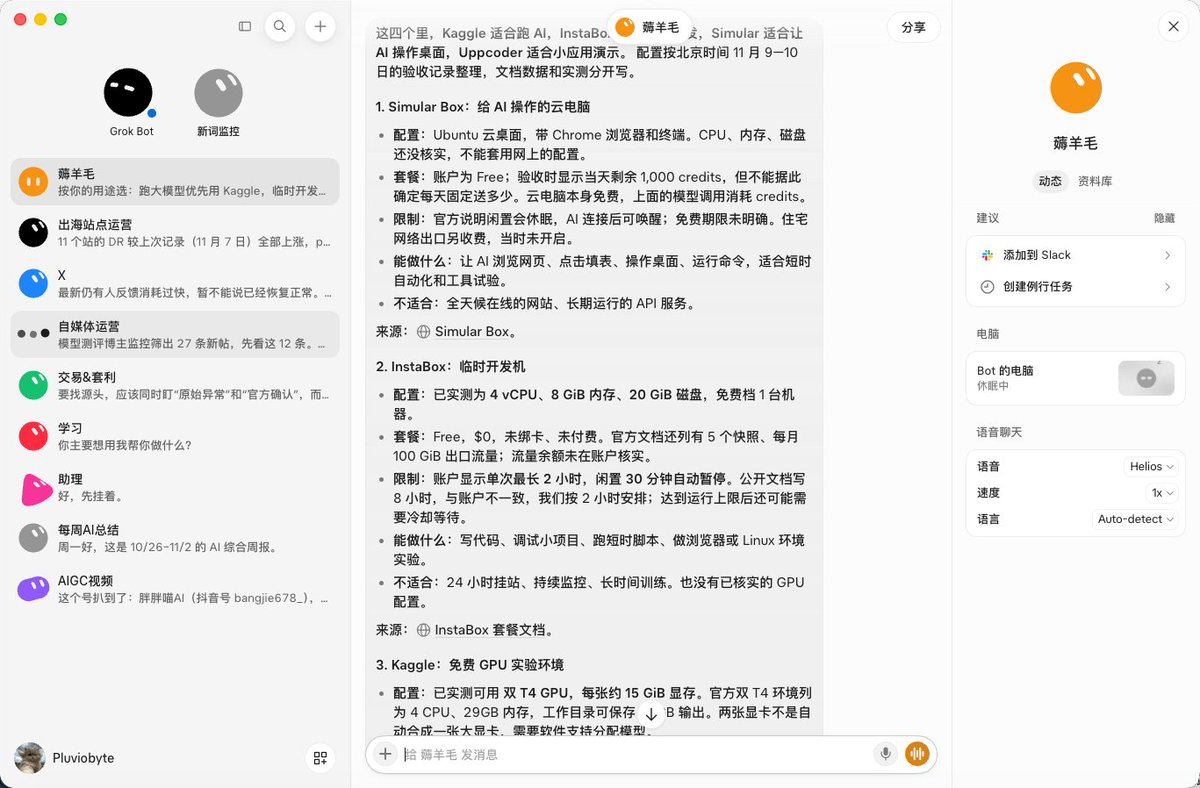 Grok Bot
新词监控
薅羊毛
按你的用途选：跑大模型优先用 Kaggle，临时开发...
出海站点运营
11 个站的 DR 较上次记录（11 月 7 日）全部上涨，p...
X
最新仍有人反馈消耗过快，暂不能说已经恢复正常。...
自媒体运营
模型测评博主监控筛出 27 条新帖，先看这 12 条。...
交易&套利
要找源头，应该同时盯“原始异常”和“官方确认”，而...
学习
你主要想用我帮你做什么？
助理
好，先挂着。
每周AI总结
周一好，这是 10/26-11/2 的 AI 综合周报。
AIGC视频
这个号扒到了：胖胖喵AI（抖音号 bangjie678_），...
Pluviobyte
薅羊毛
分享
这四个里，Kaggle 适合跑 AI，InstaBo 发，Simular 适合让
AI 操作桌面，Uppcoder 适合小应用演示。配置按北京时间 11 月 9–10
日的验收记录整理，文档数据和实测分开写。
1. Simular Box：给 AI 操作的云电脑
• 配置：Ubuntu 云桌面，带 Chrome 浏览器和终端。CPU、内存、磁盘
还没核实，不能套用网上的配置。
• 套餐：账户为 Free；验收时显示当天剩余 1,000 credits，但不能据此
确定每天固定送多少。云电脑本身免费，上面的模型调用消耗 credits。
• 限制：官方说明闲置会休眠，AI 连接后可唤醒；免费期限未明确。住宅
网络出口另收费，当时未开启。
• 能做什么：让 AI 浏览网页、点击填表、操作桌面、运行命令，适合短时
自动化和工具试验。
• 不适合：全天候在线的网站、长期运行的 API 服务。
来源：Simular Box。
2. InstaBox：临时开发机
• 配置：已实测为 4 vCPU、8 GiB 内存、20 GiB 磁盘，免费档 1 台机
器。
• 套餐：Free，$0，未绑卡、未付费。官方文档还列有 5 个快照、每月
100 GiB 出口流量；流量余额未在账户核实。
• 限制：账户显示单次最长 2 小时，闲置 30 分钟自动暂停。公开文档写
8 小时，与账户不一致，我们按 2 小时安排；达到运行上限后还可能需
要冷却等待。
• 能做什么：写代码、调试小项目、跑短时脚本、做浏览器或 Linux 环境
实验。
• 不适合：24 小时挂站、持续监控、长时间训练。也没有已核实的 GPU
配置。
来源：InstaBox 套餐文档。
3. Kaggle：免费 GPU 实验环境
• 配置：已实测可用 双 T4 GPU，每张约 15 GiB 显存。官方双 T4 环境列
为 4 CPU、29GB 内存，工作目录可保存 B 输出。两张显卡不是自
动合成一张大显卡，需要软件支持分配模型。
给 薅羊毛 发消息
薅羊毛
动态
资料库
建议
隐藏
添加到 Slack
创建例行任务
电脑
Bot 的电脑
休眠中
语音聊天
语音
Helios
速度
1x
语言
Auto-detect